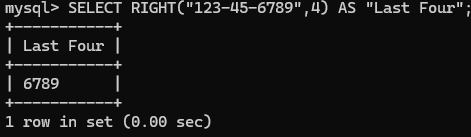 mysql> SELECT RIGHT("123-45-6789",4) AS "Last Four";
+-----------+
| Last Four |
+-----------+
| 6789      |
+-----------+
1 row in set (0.00 sec)